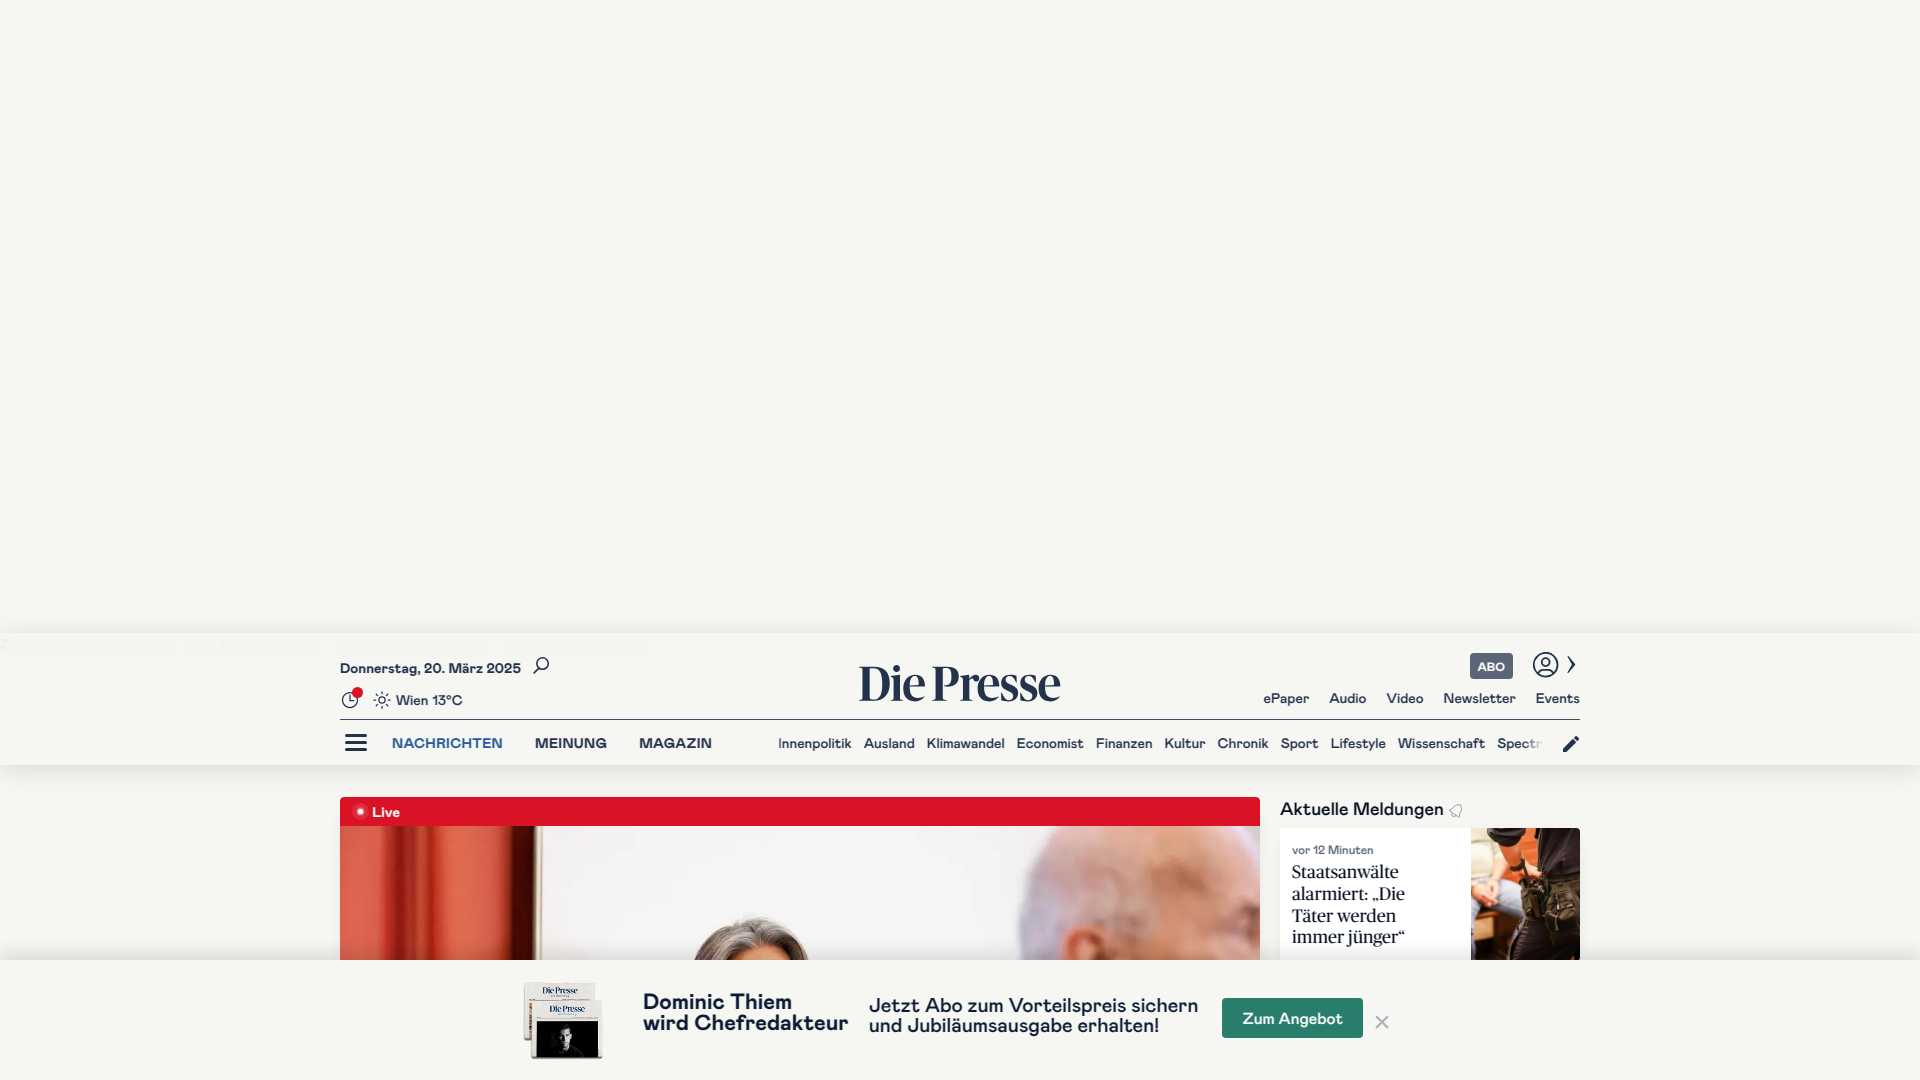 Donnerstag, 20. März 2025
Wien 13°C
Die Presse
ABO
ePaper Audio Video Newsletter Events
NACHRICHTEN MEINUNG MAGAZIN
Innenpolitik Ausland Klimawandel Economist Finanzen Kultur Chronik Sport Lifestyle Wissenschaft Spectr
Live
Aktuelle Meldungen
vor 12 Minuten
Staatsanwälte
alarmiert: „Die
Täter werden
immer jünger“
Die Presse
Die Presse
Dominic Thiem
wird Chefredakteur
Jetzt Abo zum Vorteilspreis sichern
und Jubiläumsausgabe erhalten!
Zum Angebot